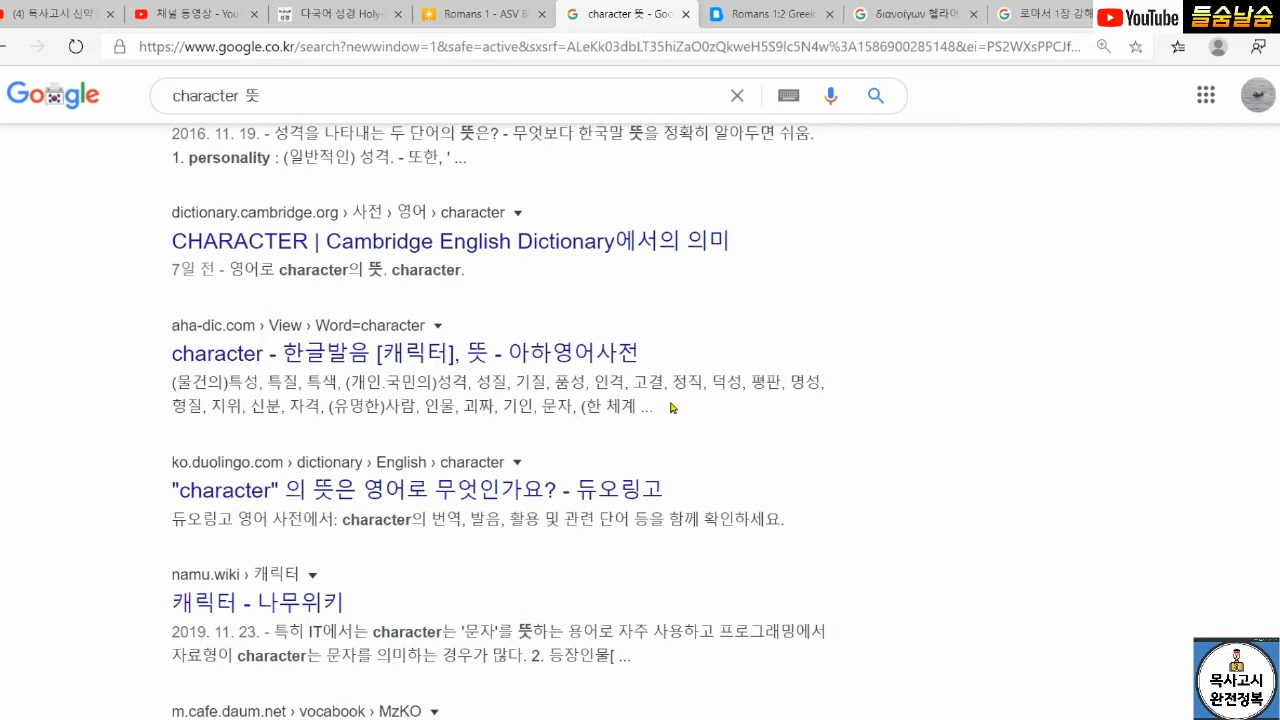 (4) 목사고시 신약
채널 동영상 - You
다국어 성경 Holy-
Romans 1
character 뜻 - Goo
Romans 1:2 Greek
διανοίγων 헬라어
로마서 1장 강해
YouTube
들숨날숨
https://www.google.co.kr/search?newwindow=1&safe=active&sxsrf=ALeKk03dbLT35hiZaO0zQkweH5S9lc5N4w%3A1586900285148&ei=PS2WXsPPCJf...
Google
character 뜻
2016. 11. 19. - 성격을 나타내는 두 단어의 뜻은? - 무엇보다 한국말 뜻을 정확히 알아두면 쉬움.
1. personality : (일반적인) 성격. - 또한, ' ...
dictionary.cambridge.org › 사전 › 영어 › character
CHARACTER | Cambridge English Dictionary에서의 의미
7일 전 - 영어로 character의 뜻. character.
aha-dic.com › View › Word=character
character - 한글발음 [캐릭터], 뜻 - 아하영어사전
(물건의)특성, 특질, 특색, (개인.국민의)성격, 성질, 기질, 품성, 인격, 고결, 정직, 덕성, 평판, 명성,
형질, 지위, 신분, 자격, (유명한)사람, 인물, 괴짜, 기인, 문자, (한 체계 ...
ko.duolingo.com › dictionary › English › character
"character" 의 뜻은 영어로 무엇인가요? - 듀오링고
듀오링고 영어 사전에서: character의 번역, 발음, 활용 및 관련 단어 등을 함께 확인하세요.
namu.wiki › 캐릭터
캐릭터 - 나무위키
2019. 11. 23. - 특히 IT에서는 character는 '문자'를 뜻하는 용어로 자주 사용하고 프로그래밍에서
자료형이 character는 문자를 의미하는 경우가 많다. 2. 등장인물[ ...
m.cafe.daum.net › vocabook › MzKO
목사고시
완전정복